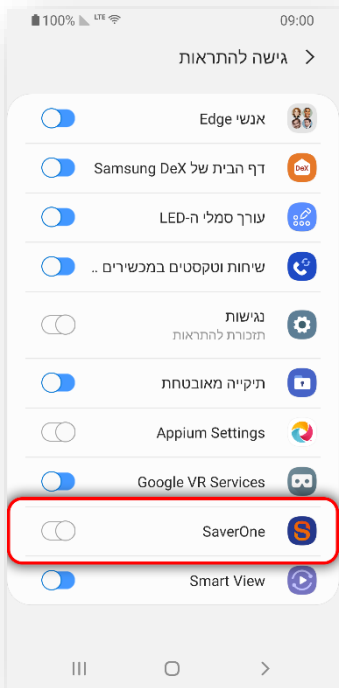 100% LTE 09:00
גישה להתראות
אנשי Edge
דף הבית של Samsung DeX
DeX
עורך סמלי ה-LED
שיחות וטקסטים במכשירים ..
נגישות
תזכורת להתראות
תיקייה מאובטחת
Appium Settings
Google VR Services
SaverOne
S
Smart View